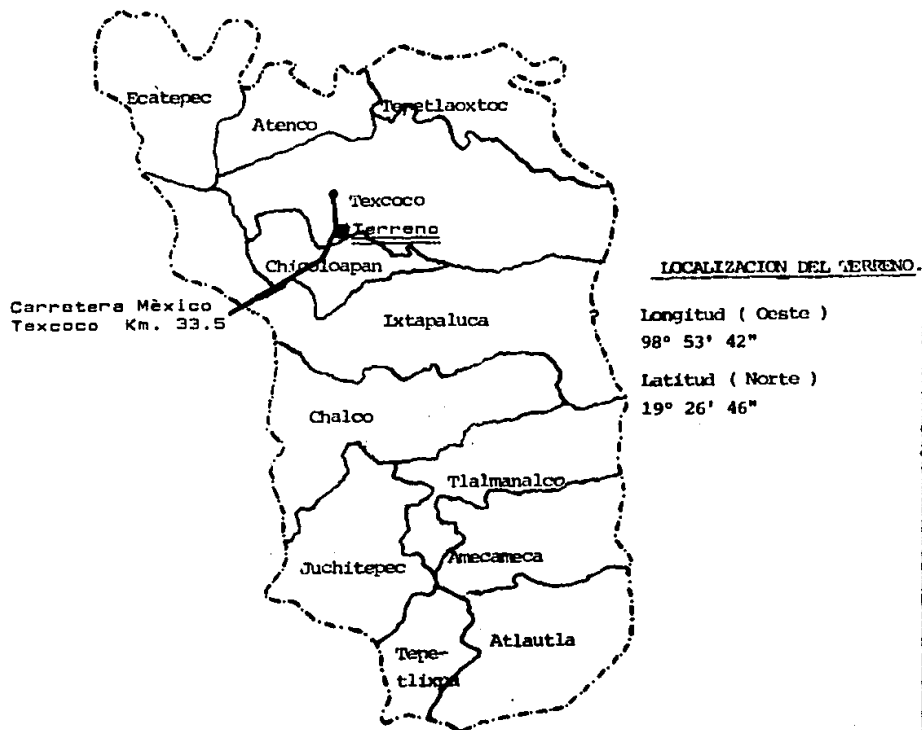 Ecatepec
Atenco
Tepetlaoxtoc
Texcoco
Terreno
Chicoloapan
Carretera Mèxico
Texcoco Km. 33.5
Ixtapaluca
LOCALIZACION DEL TERRENO.
Longitud ( Oeste )
98° 53' 42"
Latitud ( Norte )
19° 26' 46"
Chalco
Tlalmanalco
Juchitepec
Amecameca
Tepe-
tlixpa
Atlautla